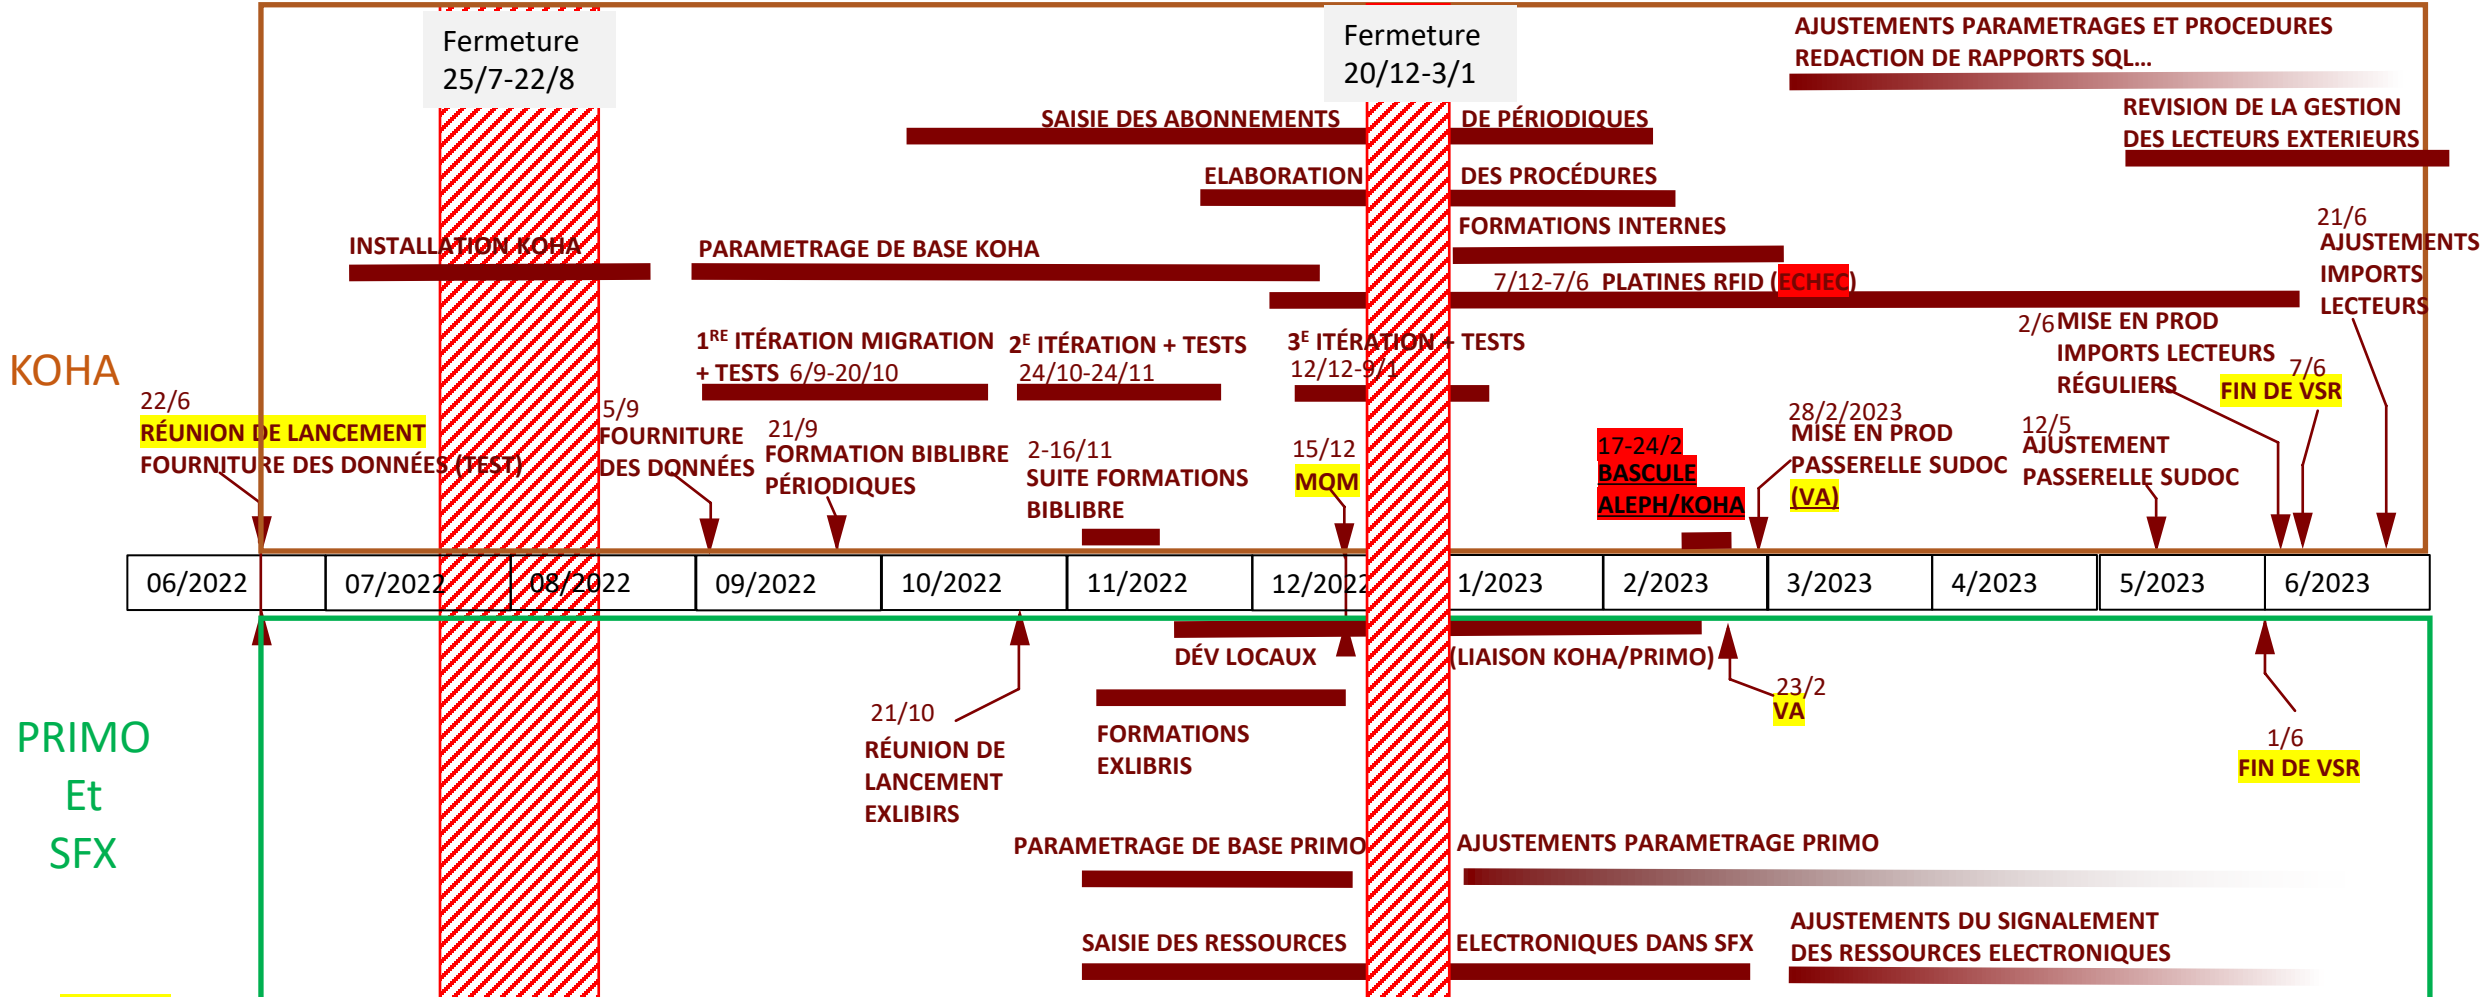 Fermeture
25/7-22/8
Fermeture
20/12-3/1
AJUSTEMENTS PARAMETRAGES ET PROCEDURES
REDACTION DE RAPPORTS SQL...
SAISIE DES ABONNEMENTS DE PÉRIODIQUES
REVISION DE LA GESTION
DES LECTEURS EXTERIEURS
ELABORATION DES PROCÉDURES
FORMATIONS INTERNES
INSTALLATION KOHA
PARAMETRAGE DE BASE KOHA
7/12-7/6 PLATINES RFID (ECHEC)
21/6
AJUSTEMENTS
IMPORTS
LECTEURS
KOHA
1RE ITÉRATION MIGRATION
+ TESTS 6/9-20/10
2E ITÉRATION + TESTS
24/10-24/11
3E ITÉRATION + TESTS
12/12-9/1
2/6 MISE EN PROD
IMPORTS LECTEURS
RÉGULIERS
7/6
FIN DE VSR
22/6
RÉUNION DE LANCEMENT
FOURNITURE DES DONNÉES (TEST)
5/9
FOURNITURE
DES DONNÉES
21/9
FORMATION BIBLIBRE
PÉRIODIQUES
2-16/11
SUITE FORMATIONS
BIBLIBRE
15/12
MQM
17-24/2
BASCULE
ALEPH/KOHA
28/2/2023
MISE EN PROD
PASSERELLE SUDOC
(VA)
12/5
AJUSTEMENT
PASSERELLE SUDOC
06/2022
07/2022
08/2022
09/2022
10/2022
11/2022
12/2022
1/2023
2/2023
3/2023
4/2023
5/2023
6/2023
PRIMO
Et
SFX
DÉV LOCAUX (LIAISON KOHA/PRIMO)
21/10
RÉUNION DE
LANCEMENT
EXLIBIRS
FORMATIONS
EXLIBRIS
23/2
VA
1/6
FIN DE VSR
PARAMETRAGE DE BASE PRIMO
AJUSTEMENTS PARAMETRAGE PRIMO
SAISIE DES RESSOURCES ELECTRONIQUES DANS SFX
AJUSTEMENTS DU SIGNALEMENT
DES RESSOURCES ELECTRONIQUES